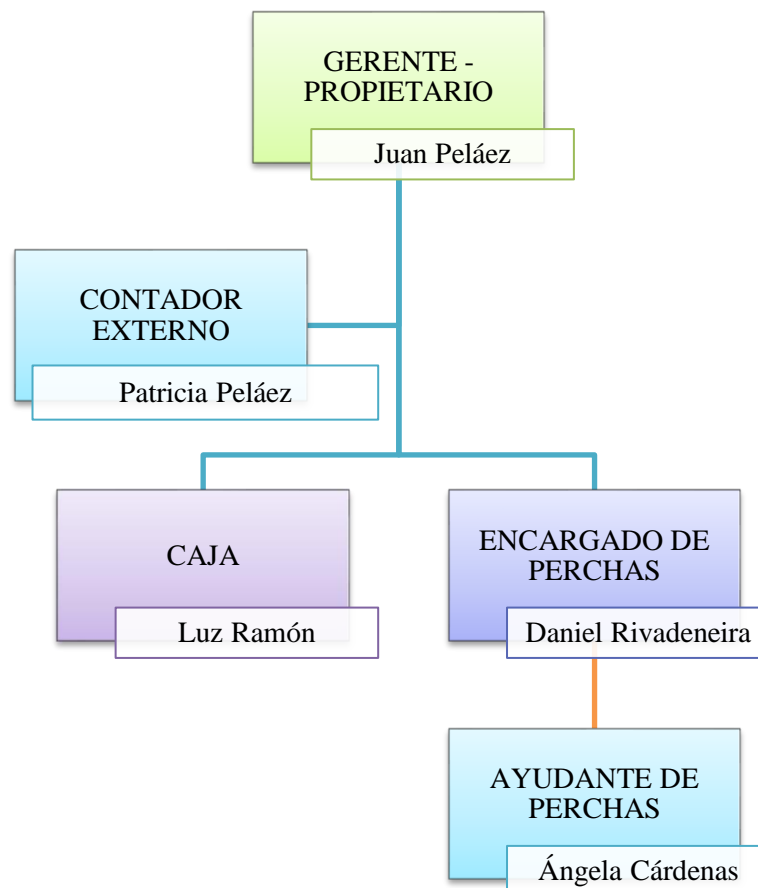 GERENTE -
PROPIETARIO
Juan Peláez
CONTADOR
EXTERNO
Patricia Peláez
CAJA
Luz Ramón
ENCARGADO DE
PERCHAS
Daniel Rivadeneira
AYUDANTE DE
PERCHAS
Ángela Cárdenas